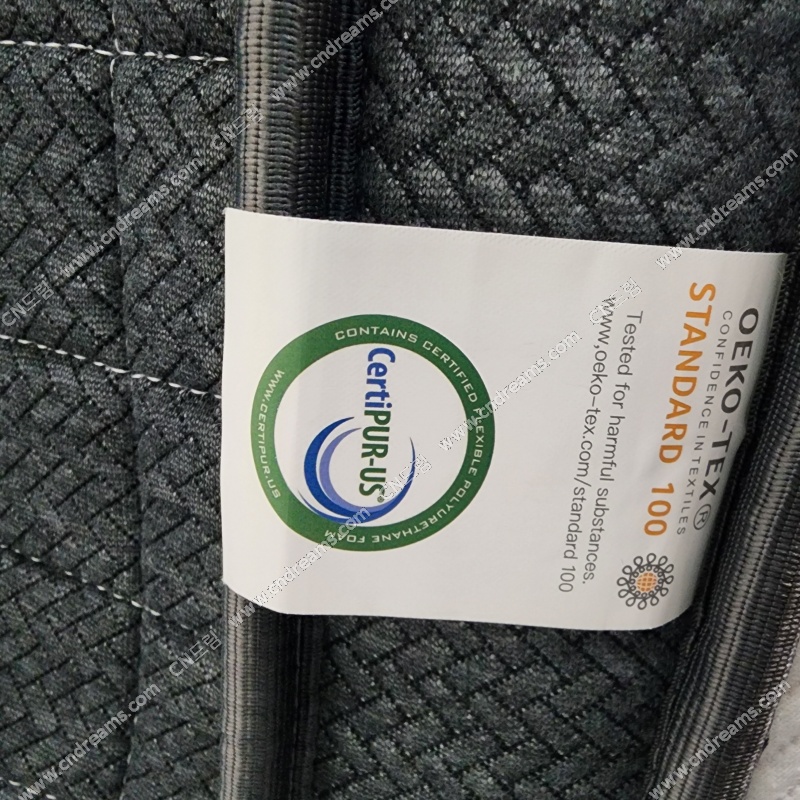 OEKO-TEX®
CONFIDENCE IN TEXTILES
STANDARD 100
Tested for harmful substances.
www.oeko-tex.com/standard 100
CONTAINS CERTIFIED FLEXIBLE POLYURETHANE FOAM
CertiPUR-US®
WWW.CERTIPUR.US
CN드림 www.cndreams.com